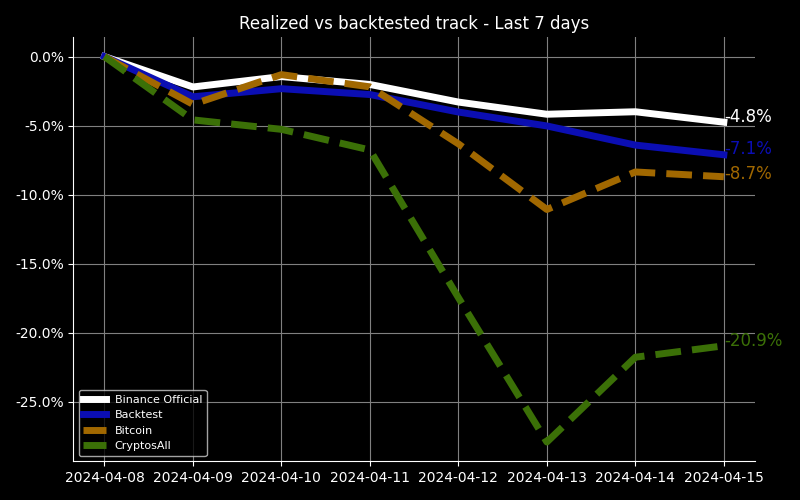 Realized vs backtested track - Last 7 days
0.0%
-5.0%
-10.0%
-15.0%
-20.0%
-25.0%
-4.8%
-7.1%
-8.7%
-20.9%
Binance Official
Backtest
Bitcoin
CryptosAll
2024-04-08 2024-04-09 2024-04-10 2024-04-11 2024-04-12 2024-04-13 2024-04-14 2024-04-15